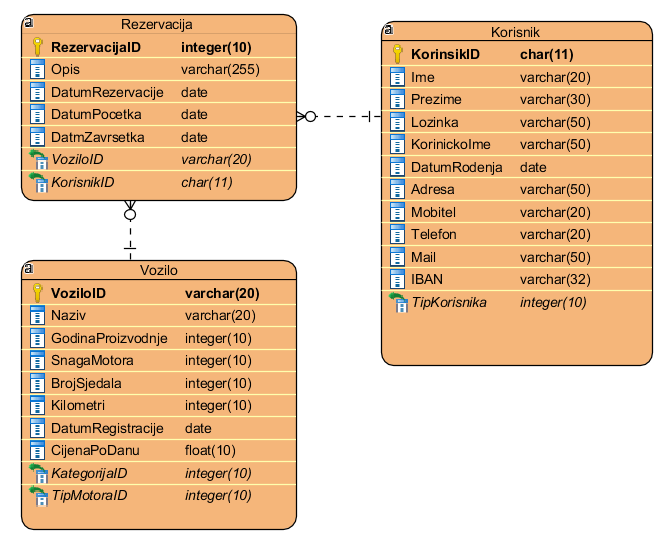 a Rezervacija
RezervacijaID integer(10)
Opis varchar(255)
DatumRezervacije date
DatumPocetka date
DatmZavrsetka date
VoziloID varchar(20)
KorisnikID char(11)
a Korisnik
KorinsikID char(11)
Ime varchar(20)
Prezime varchar(30)
Lozinka varchar(50)
KorinickoIme varchar(50)
DatumRodenja date
Adresa varchar(50)
Mobitel varchar(20)
Telefon varchar(20)
Mail varchar(50)
IBAN varchar(32)
TipKorisnika integer(10)
a Vozilo
VoziloID varchar(20)
Naziv varchar(20)
GodinaProizvodnje integer(10)
SnagaMotora integer(10)
BrojSjedala integer(10)
Kilometri integer(10)
DatumRegistracije date
CijenaPoDanu float(10)
KategorijaID integer(10)
TipMotoraID integer(10)